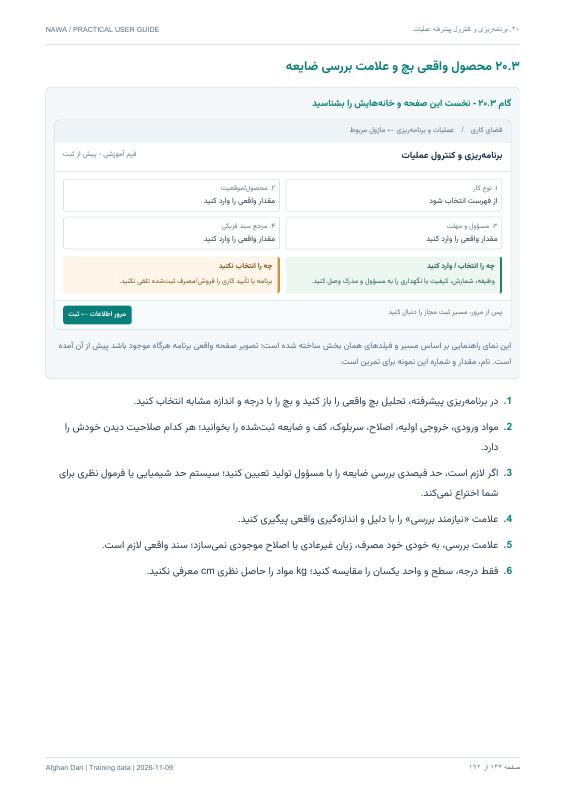 ۲۰. برنامه‌ریزی و کنترول پیشرفته عملیات
NAWA / PRACTICAL USER GUIDE
۲۰.۳ محصول واقعی بچ و علامت بررسی ضایعه
گام ۲۰.۳ - نخست این صفحه و خانه‌هایش را بشناسید
فضای کاری / عملیات و برنامه‌ریزی ← ماژول مربوط
برنامه‌ریزی و کنترول عملیات
فرم آموزشی - پیش از ثبت
۱. نوع کار
از فهرست انتخاب شود
۲. محصول/موقعیت
مقدار واقعی را وارد کنید
۳. مسؤول و مهلت
مقدار واقعی را وارد کنید
۴. مرجع سند فزیکی
مقدار واقعی را وارد کنید
چه را انتخاب / وارد کنید
وظیفه، شمارش، کیفیت یا نگهداری را به مسؤول و مدرک وصل کنید.
چه را انتخاب نکنید
برنامه یا تأیید کاری را فروش/مصرف ثبت‌شده تلقی نکنید.
پس از مرور، مسیر ثبت مجاز را دنبال کنید
مرور اطلاعات ← ثبت
این نمای راهنمایی بر اساس مسیر و فیلدهای همان بخش ساخته شده است؛ تصویر صفحه واقعی برنامه هرگاه موجود باشد پیش از آن آمده
است. نام، مقدار و شماره این نمونه برای تمرین است.
1. در برنامه‌ریزی پیشرفته، تحلیل بچ واقعی را باز کنید و بچ را با درجه و اندازه مشابه انتخاب کنید.
2. مواد ورودی، خروجی اولیه، اصلاح، سربلوک، کف و ضایعه ثبت‌شده را بخوانید؛ هر کدام صلاحیت دیدن خودش را
دارد.
3. اگر لازم است، حد فیصدی بررسی ضایعه را با مسؤول تولید تعیین کنید؛ سیستم حد شیمیایی یا فرمول نظری برای
شما اختراع نمی‌کند.
4. علامت «نیازمند بررسی» را با دلیل و اندازه‌گیری واقعی پیگیری کنید.
5. علامت بررسی، به خودی خود مصرف، زیان غیرعادی یا اصلاح موجودی نمی‌سازد؛ سند واقعی لازم است.
6. فقط درجه، سطح و واحد یکسان را مقایسه کنید؛ kg مواد را حاصل نظری cm معرفی نکنید.
صفحه ۱۳۴ از ۱۹۲
Afghan Dari | Training data | 2026-11-09